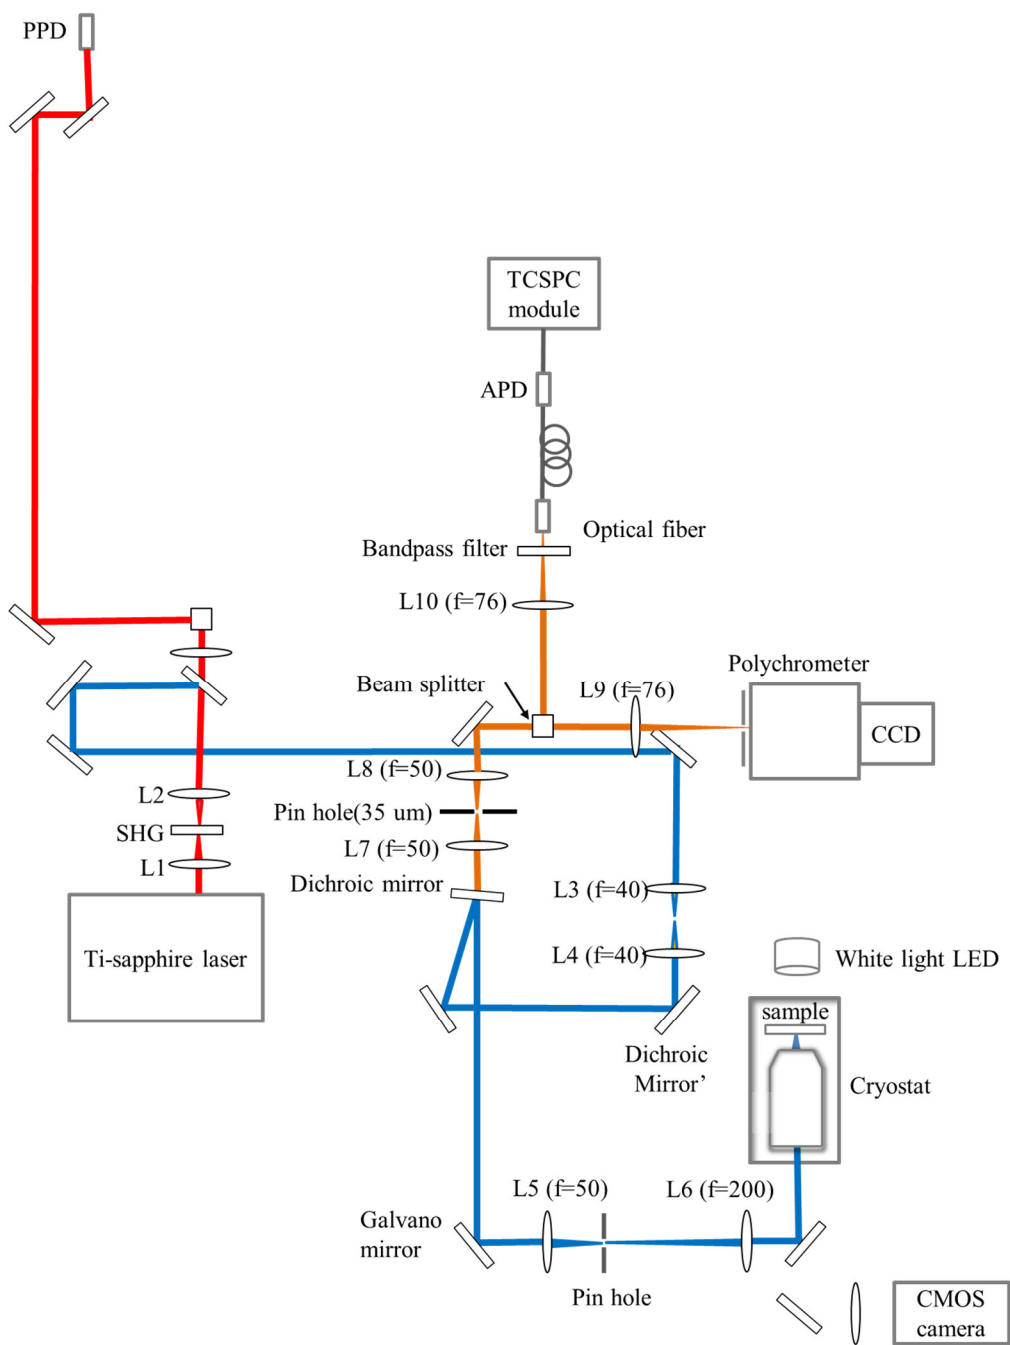 PPD
TCSPC
module
APD
Optical fiber
Bandpass filter
L10 (f=76)
Polychrometer
Beam splitter
L9 (f=76)
CCD
L8 (f=50)
L2
Pin hole(35 um)
SHG
L7 (f=50)
L1
Dichroic mirror
L3 (f=40)
Ti-sapphire laser
L4 (f=40)
White light LED
sample
Dichroic
Mirror’
Cryostat
L5 (f=50)
L6 (f=200)
Galvano
mirror
Pin hole
CMOS
camera